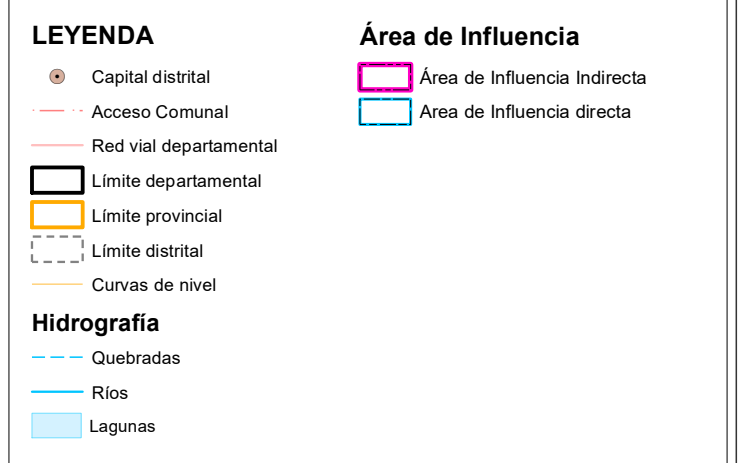 LEYENDA
Capital distrital
Acceso Comunal
Red vial departamental
Límite departamental
Límite provincial
Límite distrital
Curvas de nivel
Hidrografía
Quebradas
Ríos
Lagunas
Área de Influencia
Área de Influencia Indirecta
Area de Influencia directa